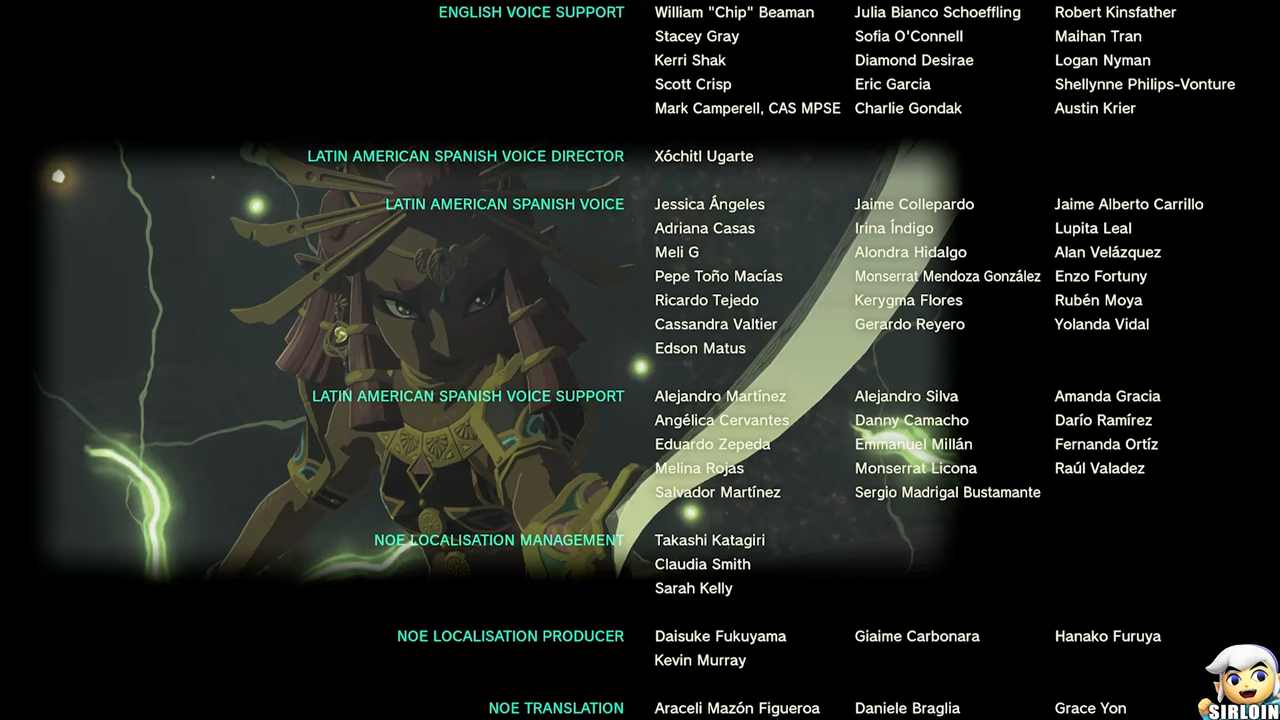 ENGLISH VOICE SUPPORT William "Chip" Beaman Julia Bianco Schoeffling Robert Kinsfather
Stacey Gray Sofia O'Connell Maihan Tran
Kerri Shak Diamond Desirae Logan Nyman
Scott Crisp Eric Garcia Shellynne Philips-Vonture
Mark Camperell, CAS MPSE Charlie Gondak Austin Krier
LATIN AMERICAN SPANISH VOICE DIRECTOR Xóchitl Ugarte
LATIN AMERICAN SPANISH VOICE Jessica Ángeles Jaime Collepardo Jaime Alberto Carrillo
Adriana Casas Irina Índigo Lupita Leal
Meli G Alondra Hidalgo Alan Velázquez
Pepe Toño Macías Monserrat Mendoza González Enzo Fortuny
Ricardo Tejedo Kerygma Flores Rubén Moya
Cassandra Valtier Gerardo Reyero Yolanda Vidal
Edson Matus
LATIN AMERICAN SPANISH VOICE SUPPORT Alejandro Martínez Alejandro Silva Amanda Gracia
Angélica Cervantes Danny Camacho Darío Ramírez
Eduardo Zepeda Emmanuel Millán Fernanda Ortíz
Melina Rojas Monserrat Licona Raúl Valadez
Salvador Martínez Sergio Madrigal Bustamante
NOE LOCALISATION MANAGEMENT Takashi Katagiri
Claudia Smith
Sarah Kelly
NOE LOCALISATION PRODUCER Daisuke Fukuyama Giaime Carbonara Hanako Furuya
Kevin Murray
NOE TRANSLATION Araceli Mazón Figueroa Daniele Braglia Grace Yon
SIRLOIN